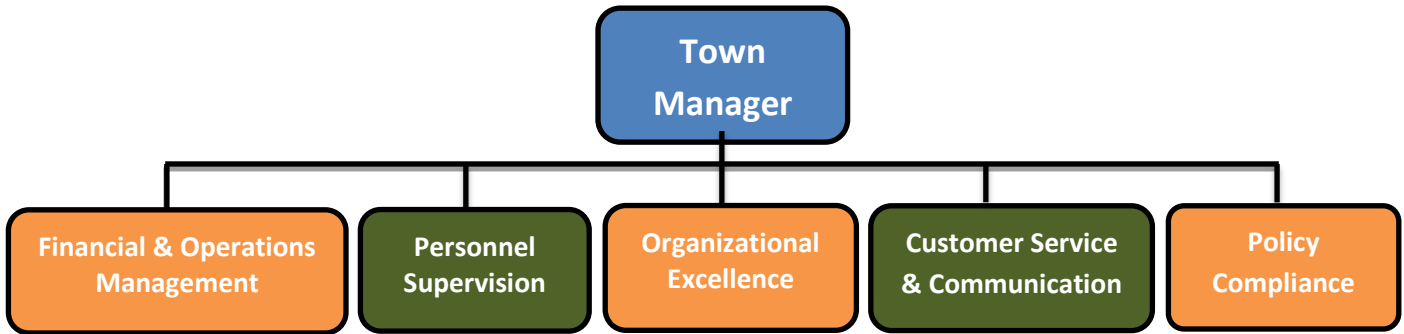 Town
Manager
Financial & Operations
Management
Personnel
Supervision
Organizational
Excellence
Customer Service
& Communication
Policy
Compliance